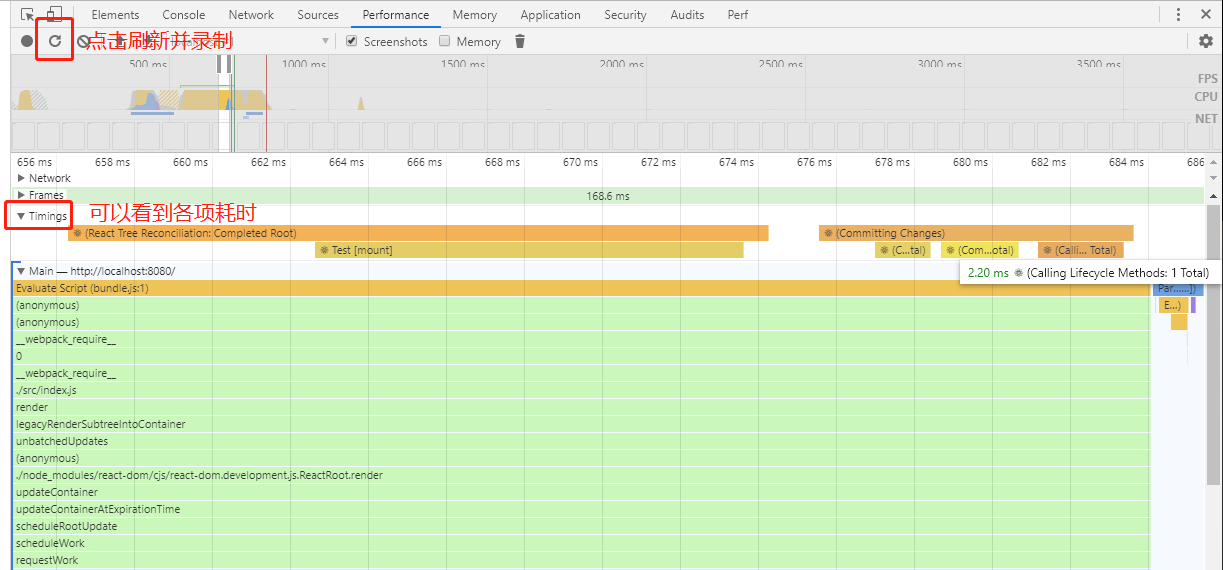 Elements Console Network Sources Performance Memory Application Security Audits Perf
点击刷新并录制 Screenshots Memory
500 ms 1000 ms 1500 ms 2000 ms 2500 ms 3000 ms 3500 ms
FPS
CPU
NET
656 ms 658 ms 660 ms 662 ms 664 ms 666 ms 668 ms 670 ms 672 ms 674 ms 676 ms 678 ms 680 ms 682 ms 684 ms 686
Network
Frames 168.6 ms
Timings 可以看到各项耗时
(React Tree Reconciliation: Completed Root) (Committing Changes)
Test [mount] (C...tal) (Com...otal) (Calli... Total)
Main — http://localhost:8080/ 2.20 ms (Calling Lifecycle Methods: 1 Total)
Evaluate Script (bundle.js:1) Par...…])
(anonymous) E...)
(anonymous)
__webpack_require__
0
__webpack_require__
./src/index.js
render
legacyRenderSubtreeIntoContainer
unbatchedUpdates
(anonymous)
./node_modules/react-dom/cjs/react-dom.development.js.ReactRoot.render
updateContainer
updateContainerAtExpirationTime
scheduleRootUpdate
scheduleWork
requestWork